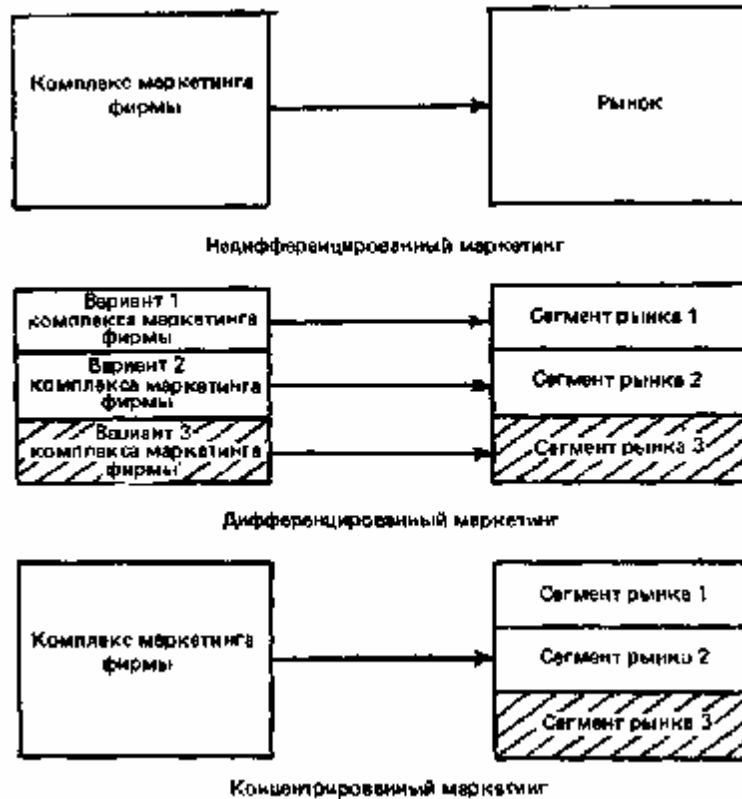 Комплекс маркетинга
фирмы
Рынок
Недифференцированный маркетинг
Вариант 1
комплекса маркетинга
фирмы
Сегмент рынка 1
Вариант 2
комплекса маркетинга
фирмы
Сегмент рынка 2
Вариант 3
комплекса маркетинга
фирмы
Сегмент рынка 3
Дифференцированный маркетинг
Комплекс маркетинга
фирмы
Сегмент рынка 1
Сегмент рынка 2
Сегмент рынка 3
Концентрированный маркетинг